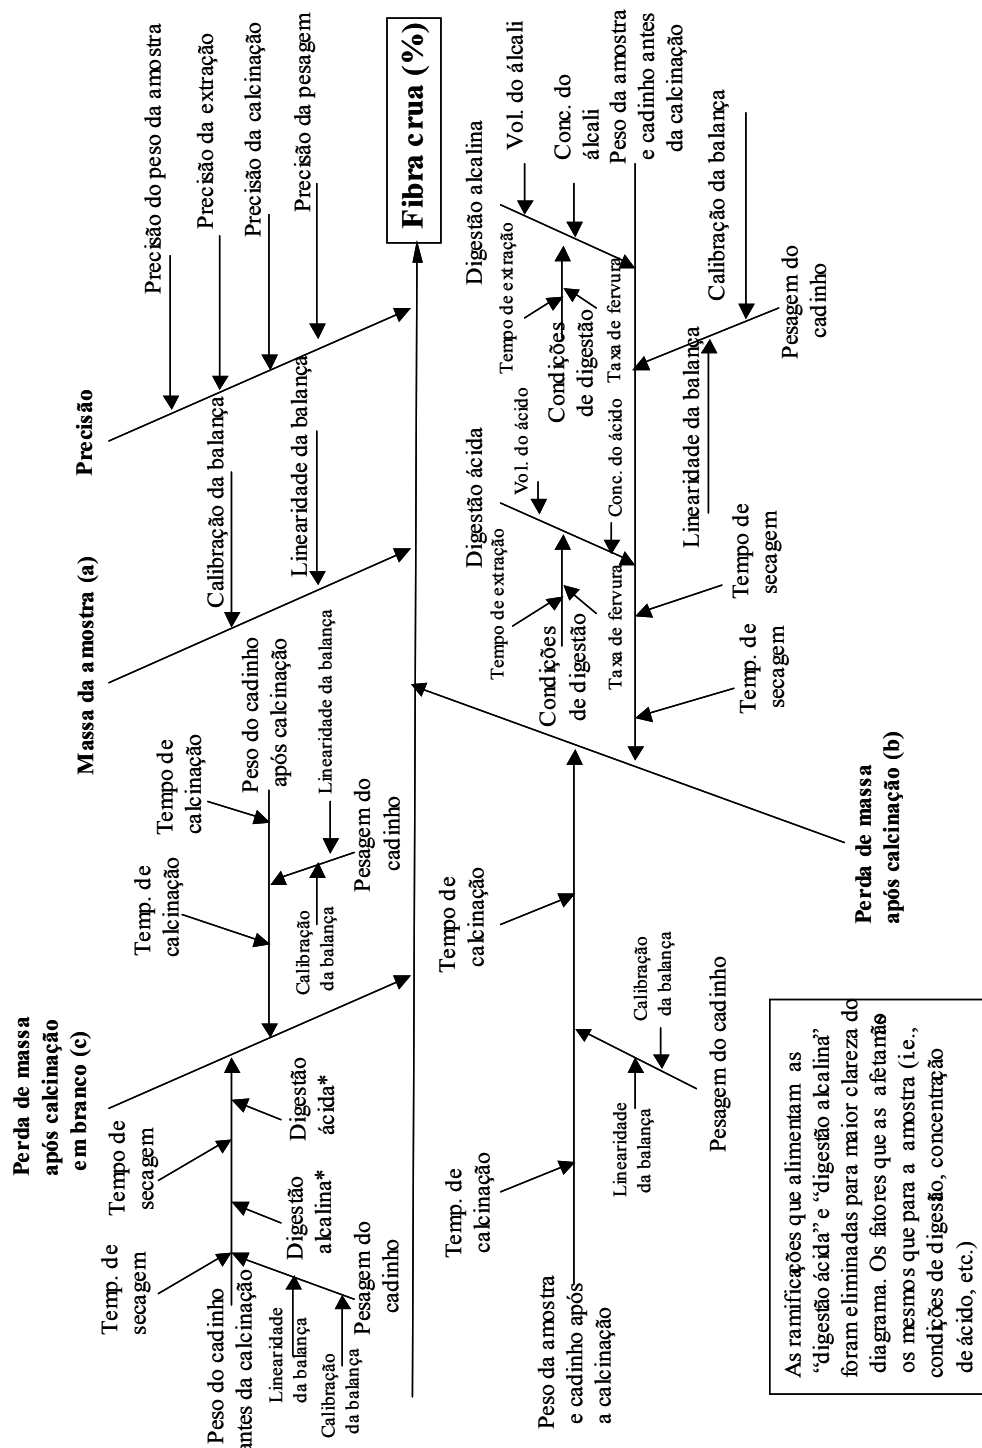 Perda de massa
após calcinação
em branco (c)
Massa da amostra (a)
Precisão
Temp. de
secagem
Tempo de
secagem
Peso do cadinho
antes da calcinação
Digestão
alcalina*
Digestão
ácida*
Linearidade
da balança
Calibração
da balança
Pesagem do
cadinho
Temp. de
calcinação
Tempo de
calcinação
Peso do cadinho
após calcinação
Calibração
da balança
Linearidade da balança
Pesagem do
cadinho
Calibração da balança
Linearidade da balança
Precisão do peso da amostra
Precisão da extração
Precisão da calcinação
Precisão da pesagem
Fibra crua (%)
Temp. de
calcinação
Tempo de
calcinação
Peso da amostra
e cadinho após
a calcinação
Linearidade
da balança
Calibração
da balança
Pesagem do cadinho
Digestão ácida
Tempo de extração
Vol. do ácido
Condições
de digestão
Taxa de fervura
Conc. do ácido
Digestão alcalina
Tempo de extração
Vol. do álcali
Condições
de digestão
Taxa de fervura
Conc. do
álcali
Peso da amostra
e cadinho antes
da calcinação
Temp. de
secagem
Tempo de
secagem
Linearidade da balança
Calibração da balança
Pesagem do
cadinho
Perda de massa
após calcinação (b)
As ramificações que alimentam as
“digestão ácida” e “digestão alcalina”
foram eliminadas para maior clareza do
diagrama. Os fatores que as afetam são
os mesmos que para a amostra (i.e.,
condições de digestão, concentração
de ácido, etc.)